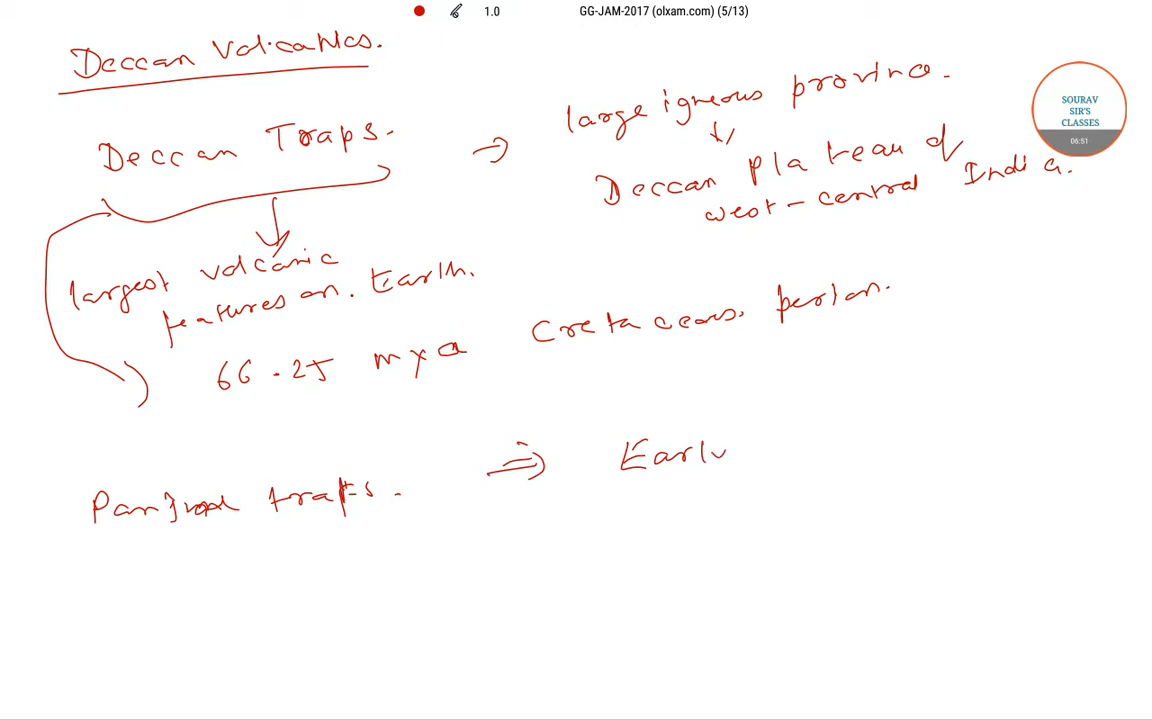 1.0
GG-JAM-2017 (olxam.com) (5/13)
Deccan Volcanics.
SOURAV
SIR'S
CLASSES
06:51
Deccan Traps.
→ large igneous province.
Deccan plateau of
west-central India.
largest volcanic
features on. Earth.
66.25 mya
Cretaceous. period.
traps.
⇒ Early